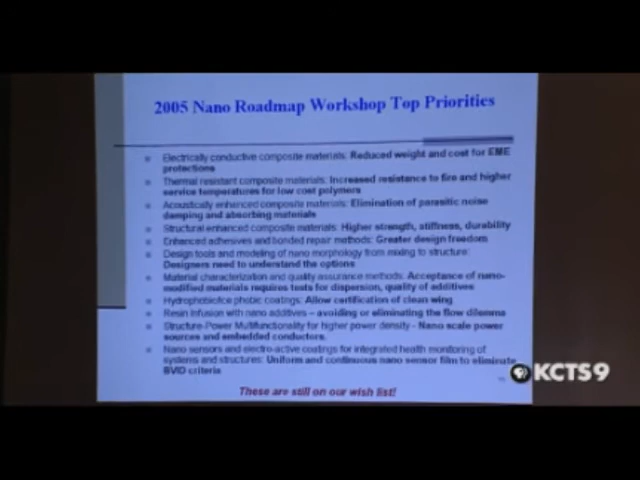 2005 Nano Roadmap Workshop Top Priorities
Electrically conductive composite materials: Reduced weight and cost for EME
protections
Thermal resistant composite materials: Increased resistance to fire and higher
service temperatures for low cost polymers
Acoustically enhanced composite materials: Elimination of parasitic noise
damping and absorbing materials
Structural enhanced composite materials: Higher strength, stiffness, durability
Enhanced adhesives and bonded repair methods: Greater design freedom
Design tools and modeling of nano morphology from mixing to structure:
Designers need to understand the options
Material characterization and quality assurance methods: Acceptance of nano-
modified materials requires tests for dispersion, quality of additives
Hydrophobic/ice phobic coatings: Allow certification of clean wing
Resin Infusion with nano additives – avoiding or eliminating the flow dilemma
Structure-Power Multifunctionality for higher power density - Nano scale power
sources and embedded conductors.
Nano sensors and electro-active coatings for integrated health monitoring of
systems and structures: Uniform and continuous nano sensor film to eliminate
BVID criteria
These are still on our wish list!
KCTS9